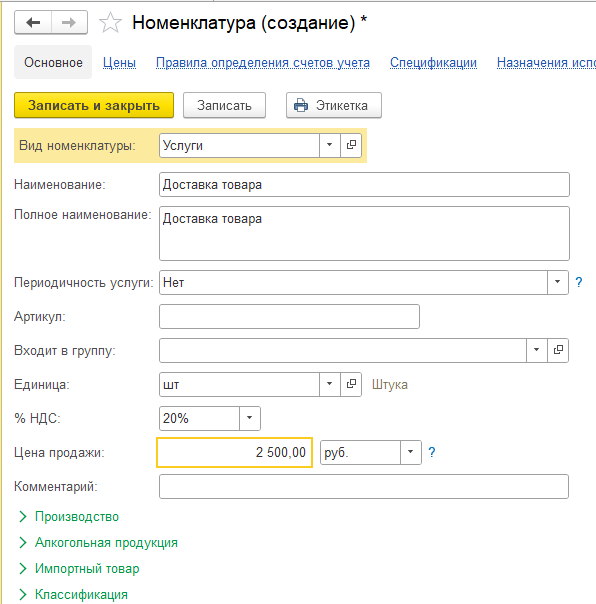 Номенклатура (создание) *
Основное Цены Правила определения счетов учета Спецификации Назначения испо
Записать и закрыть Записать Этикетка
Вид номенклатуры: Услуги
Наименование: Доставка товара
Полное наименование: Доставка товара
Периодичность услуги: Нет ?
Артикул:
Входит в группу:
Единица: шт Штука
% НДС: 20%
Цена продажи: 2 500,00 руб. ?
Комментарий:
Производство
Алкогольная продукция
Импортный товар
Классификация